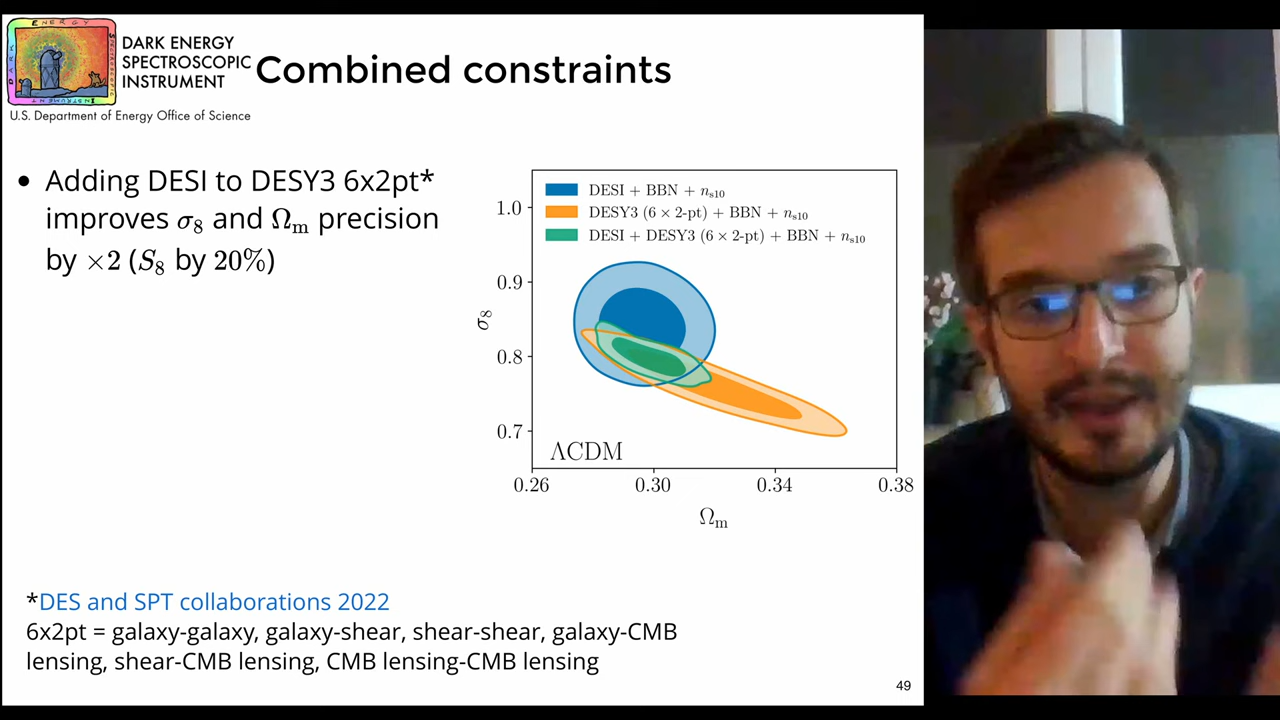 DARK ENERGY
SPECTROSCOPIC
INSTRUMENT
U.S. Department of Energy Office of Science
Combined constraints
• Adding DESI to DESY3 6x2pt*
improves σ₈ and Ωₘ precision
by ×2 (S₈ by 20%)
DESI + BBN + nₛ₁₀
DESY3 (6 × 2-pt) + BBN + nₛ₁₀
DESI + DESY3 (6 × 2-pt) + BBN + nₛ₁₀
1.0
0.9
0.8
0.7
σ₈
ΛCDM
0.26 0.30 0.34 0.38
Ωₘ
*DES and SPT collaborations 2022
6x2pt = galaxy-galaxy, galaxy-shear, shear-shear, galaxy-CMB
lensing, shear-CMB lensing, CMB lensing-CMB lensing
49